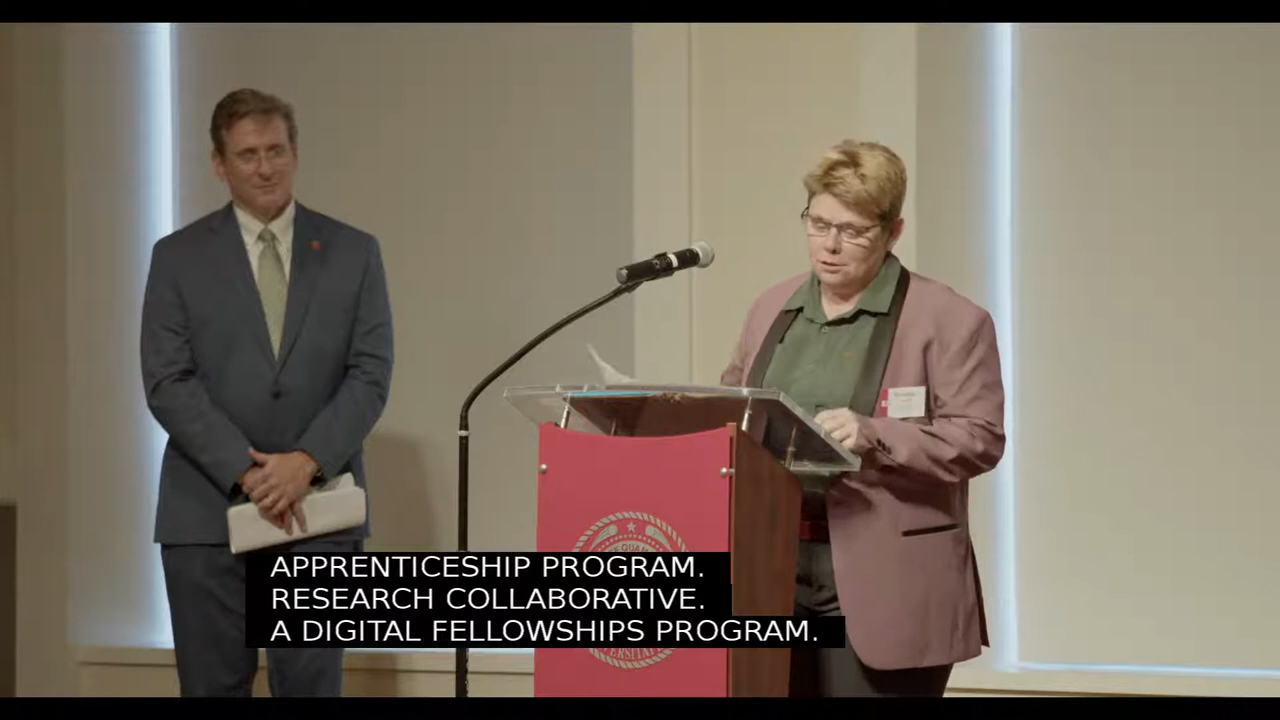 APPRENTICESHIP PROGRAM.
RESEARCH COLLABORATIVE.
A DIGITAL FELLOWSHIPS PROGRAM.